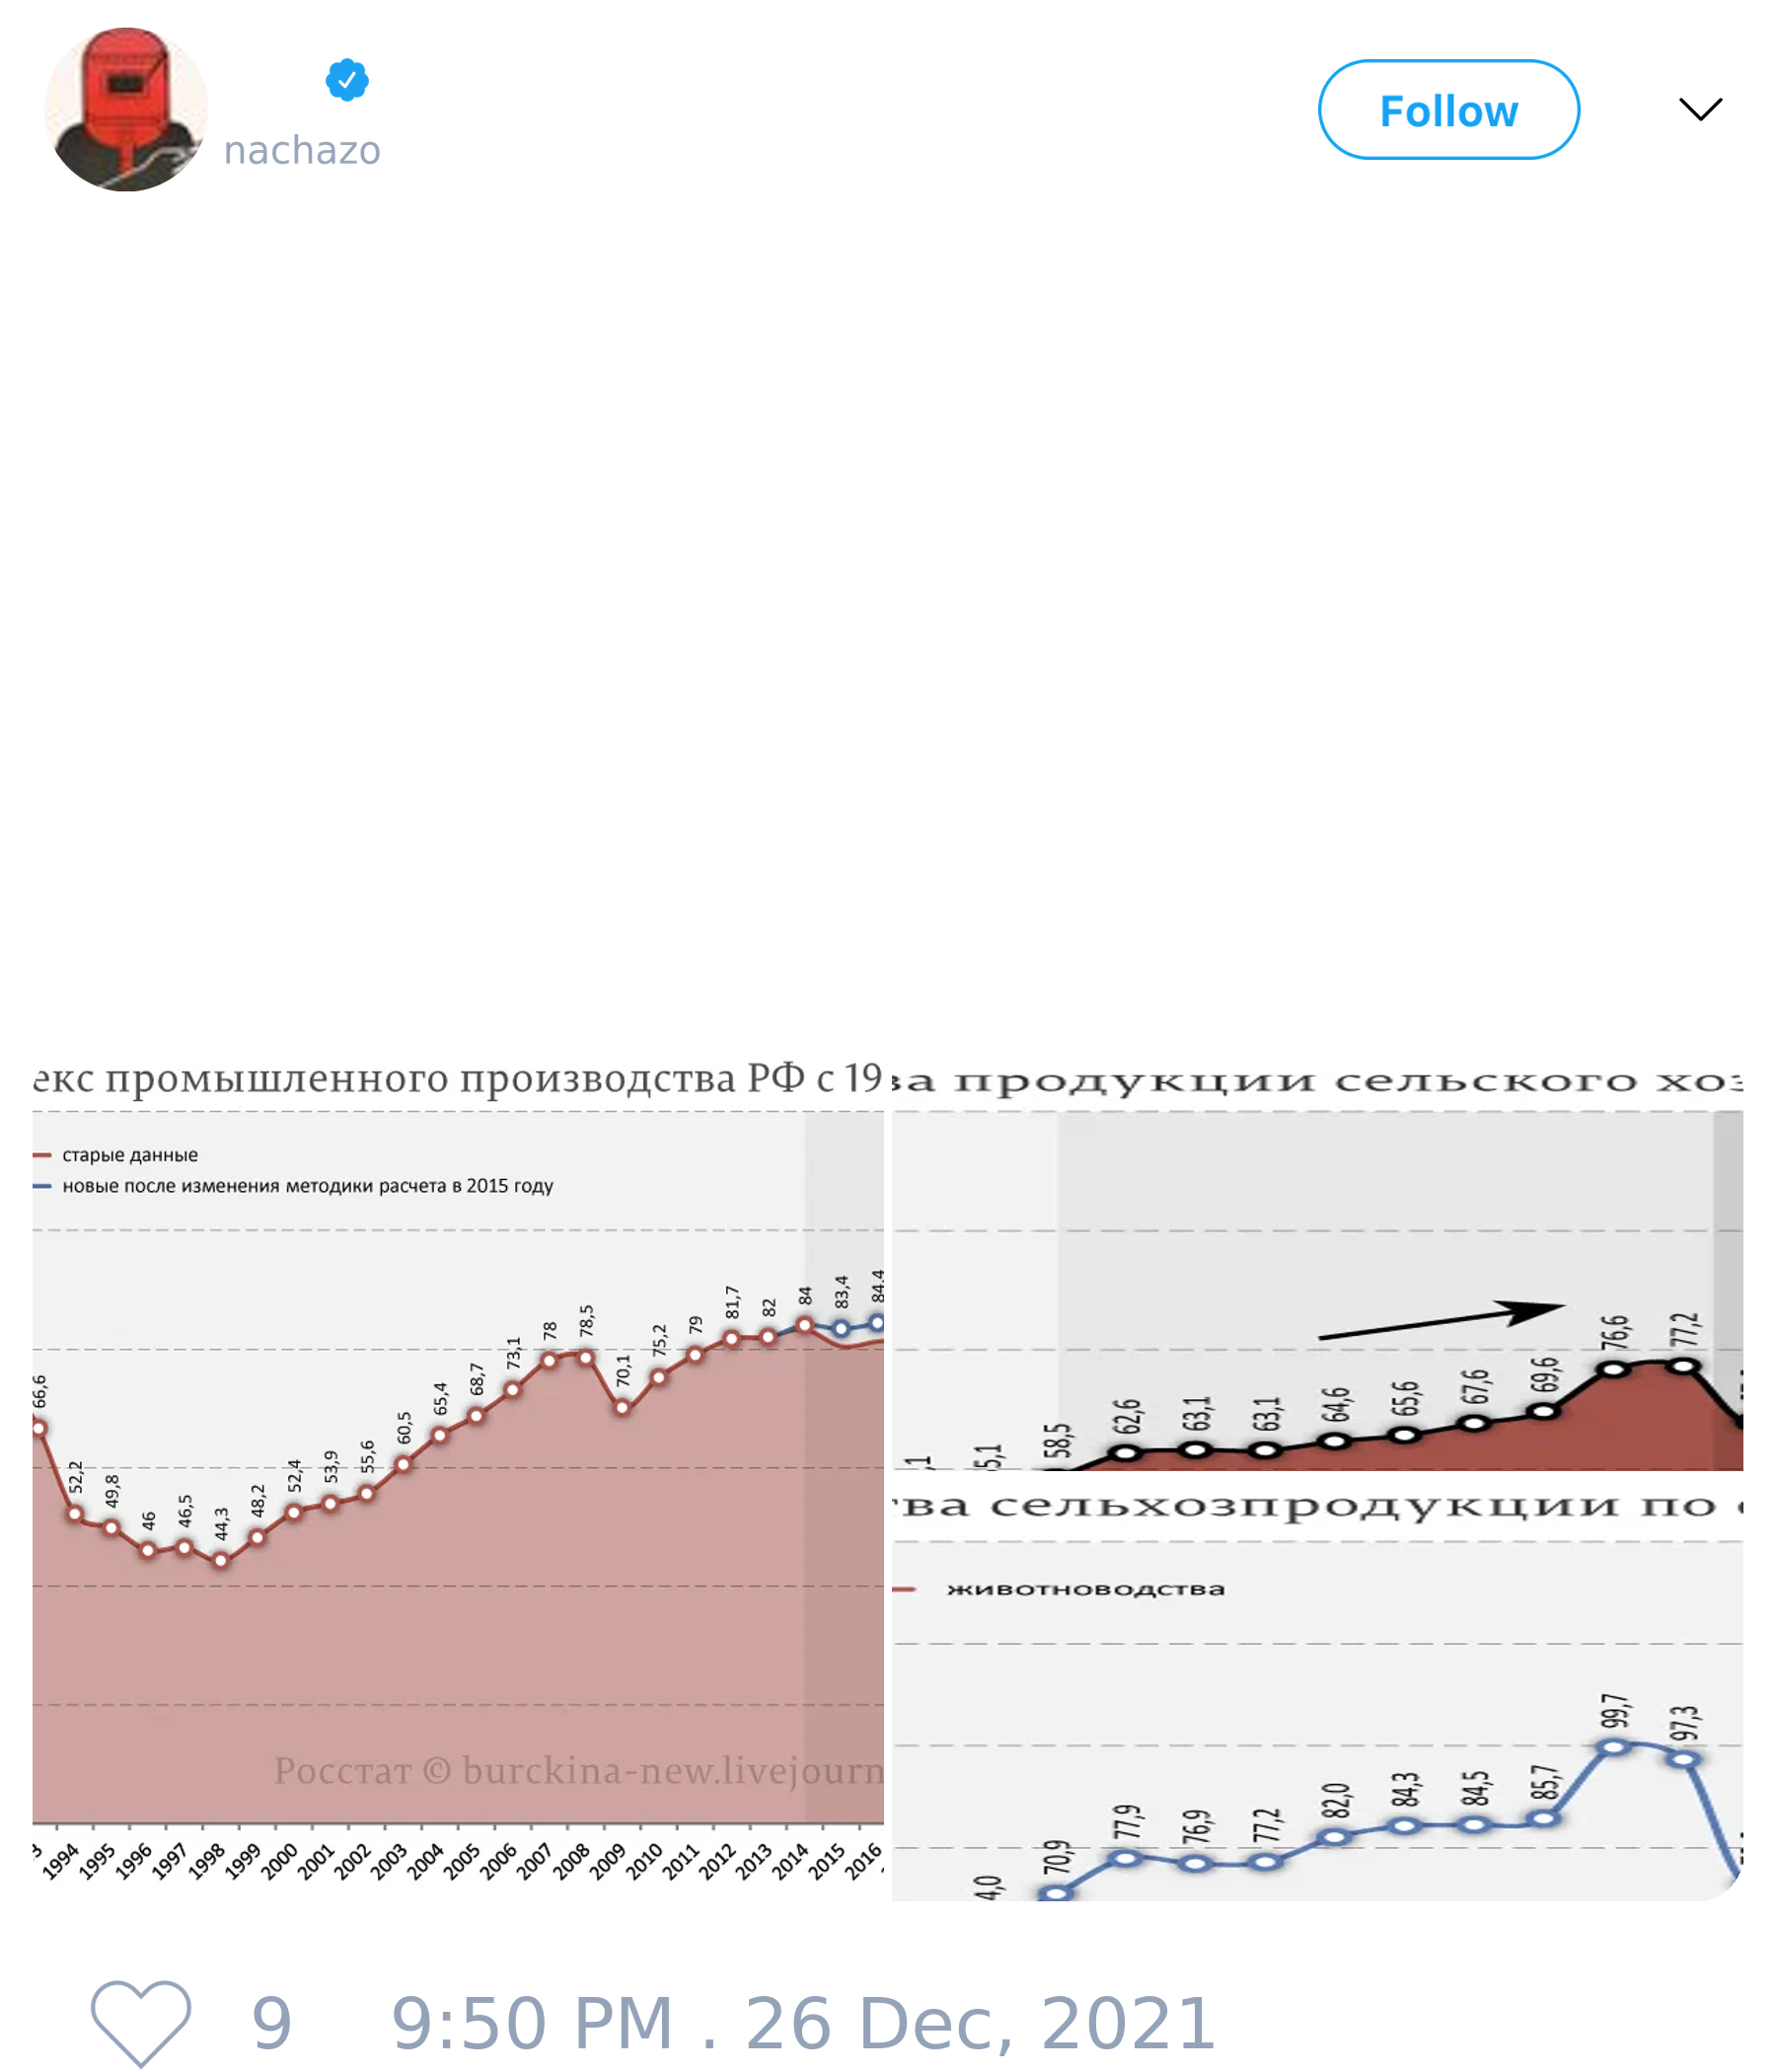 nachazo
Follow
екс промышленного производства РФ с 19
старые данные
новые после изменения методики расчета в 2015 году
66,6 52,2 49,8 46 46,5 44,3 48,2 52,4 53,9 55,6 60,5 65,4 68,7 73,1 78 78,5 70,1 75,2 79 81,7 82 84 83,4 84,4
Росстат © burckina-new.livejourn
3 1994 1995 1996 1997 1998 1999 2000 2001 2002 2003 2004 2005 2006 2007 2008 2009 2010 2011 2012 2013 2014 2015 2016
ва продукции сельского хоз
,1 5,1 58,5 62,6 63,1 63,1 64,6 65,6 67,6 69,6 76,6 77,2
тва сельхозпродукции по
животноводства
4,0 70,9 77,9 76,9 77,2 82,0 84,3 84,5 85,7 99,7 97,3
9 9:50 PM . 26 Dec, 2021